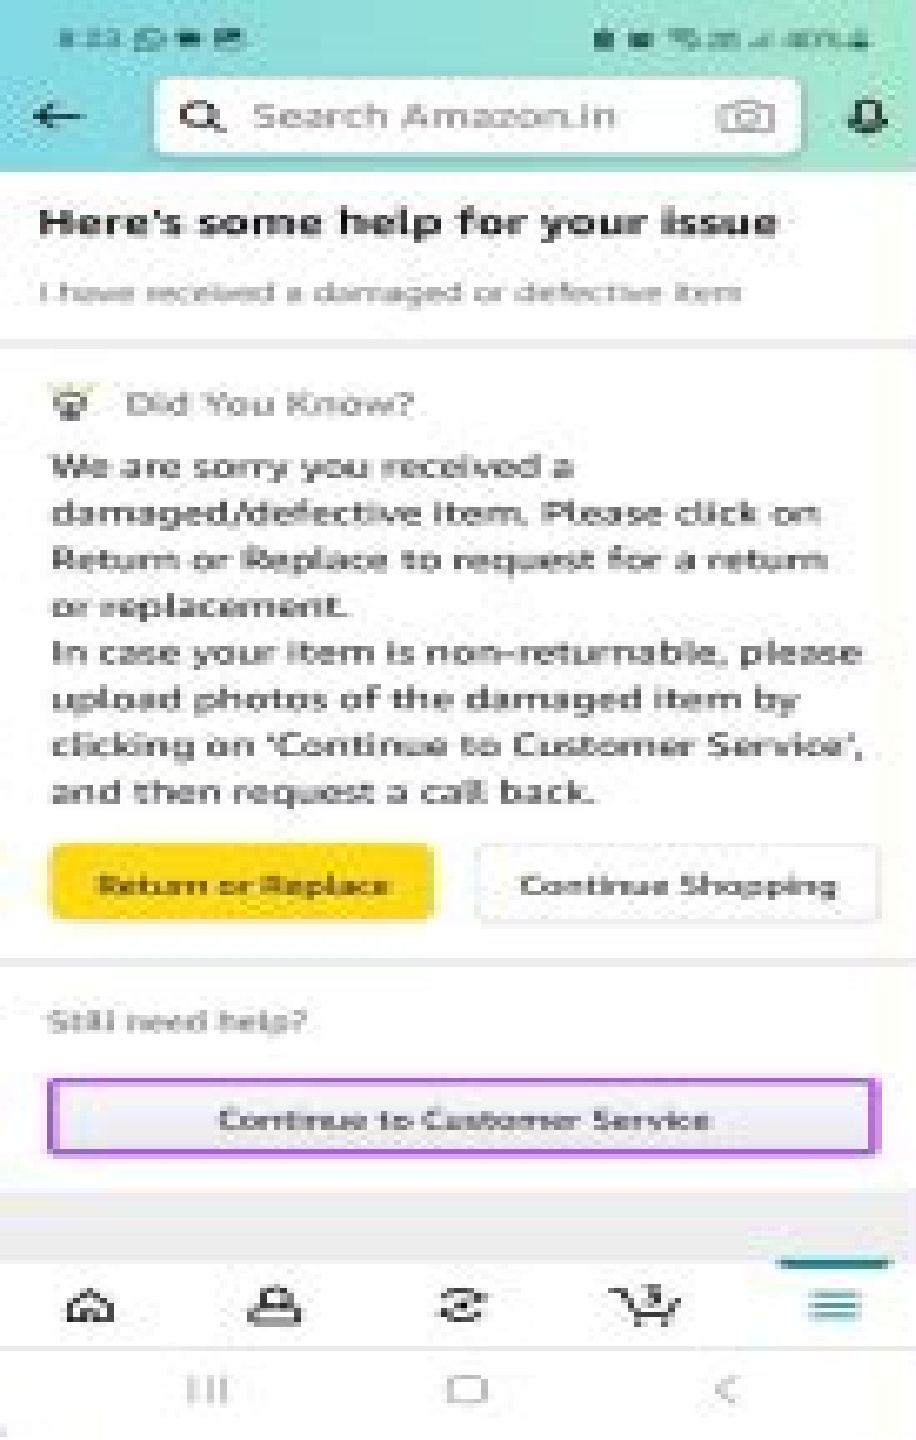 Search Amazon.in
Here's some help for your issue
I have received a damaged or defective item
Did You Know?
We are sorry you received a
damaged/defective item. Please click on
Return or Replace to request for a return
or replacement.
In case your item is non-returnable, please
upload photos of the damaged item by
clicking on 'Continue to Customer Service',
and then request a call back.
Return or Replace
Continue Shopping
Still need help?
Continue to Customer Service
3